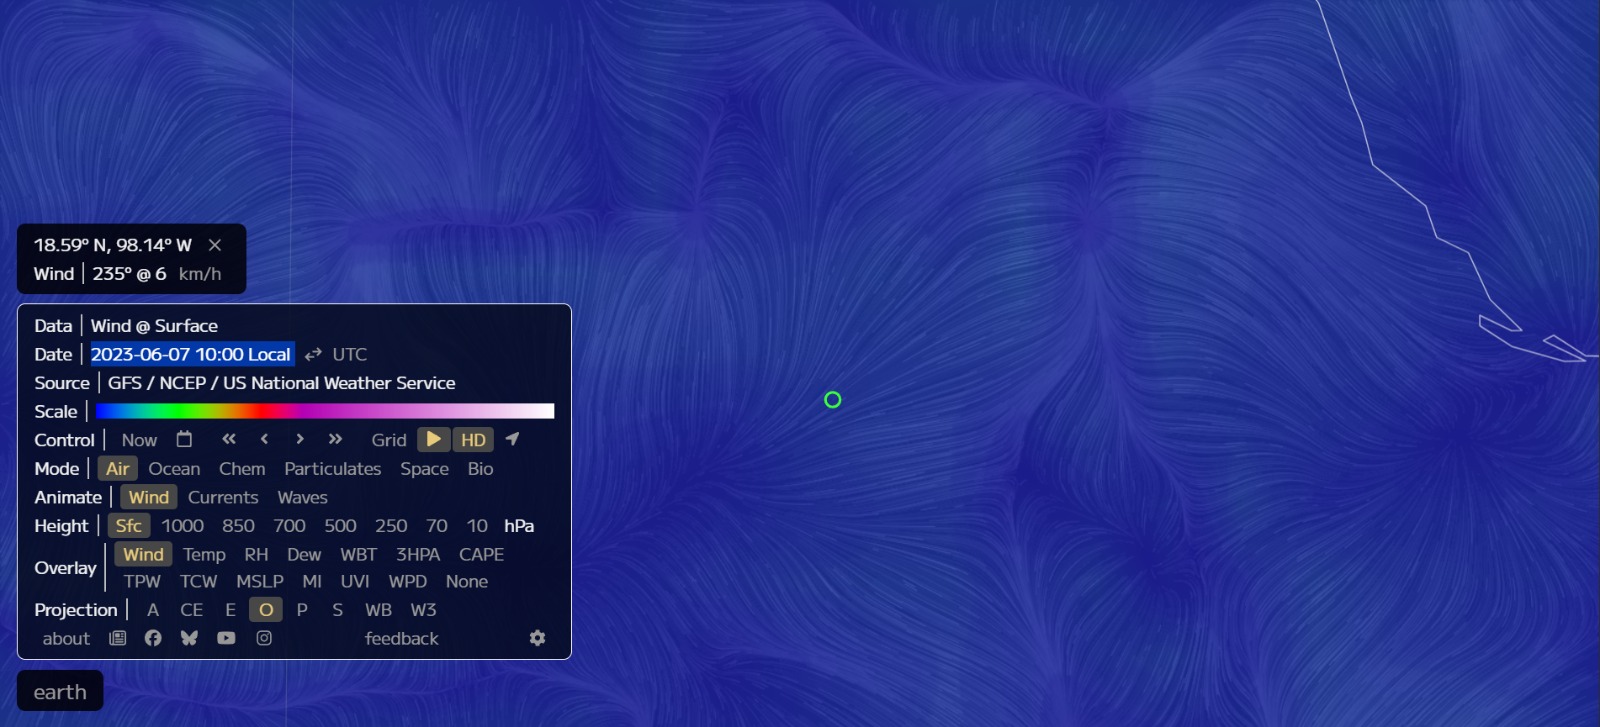 18.59° N, 98.14° W ×
Wind | 235° @ 6 km/h
Data | Wind @ Surface
Date | 2023-06-07 10:00 Local ⇄ UTC
Source | GFS / NCEP / US National Weather Service
Scale |
Control | Now « ‹ › » Grid HD
Mode | Air Ocean Chem Particulates Space Bio
Animate | Wind Currents Waves
Height | Sfc 1000 850 700 500 250 70 10 hPa
Overlay | Wind Temp RH Dew WBT 3HPA CAPE
TPW TCW MSLP MI UVI WPD None
Projection | A CE E O P S WB W3
about feedback
earth